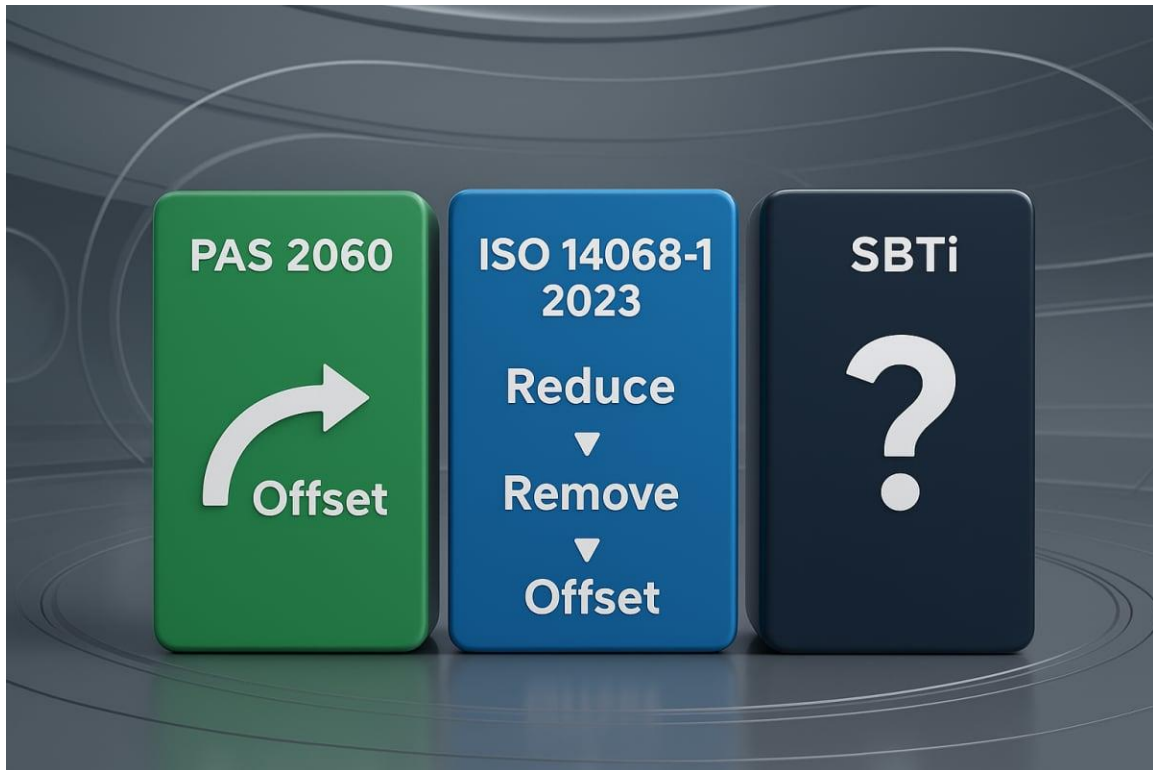 PAS 2060
Offset
ISO 14068-1
2023
Reduce
Remove
Offset
SBTi
?